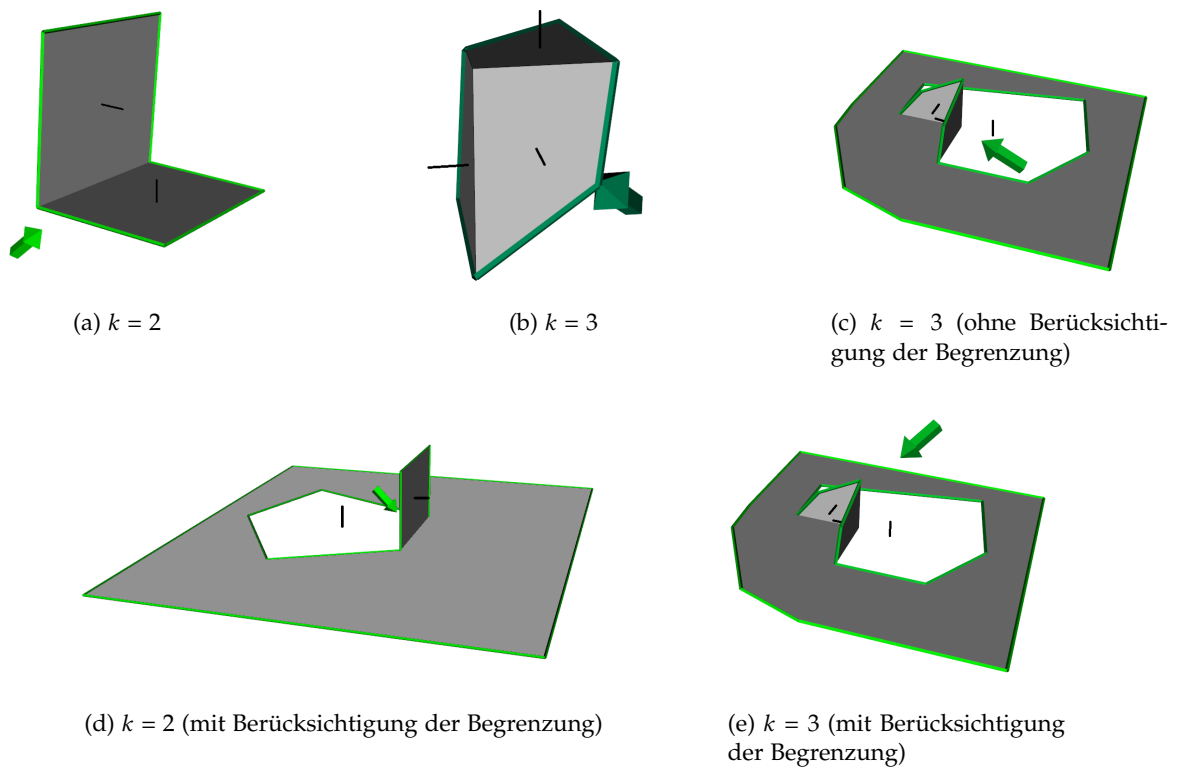 (a) k = 2
(b) k = 3
(c) k = 3 (ohne Berücksichti-
gung der Begrenzung)
(d) k = 2 (mit Berücksichtigung der Begrenzung)
(e) k = 3 (mit Berücksichtigung
der Begrenzung)